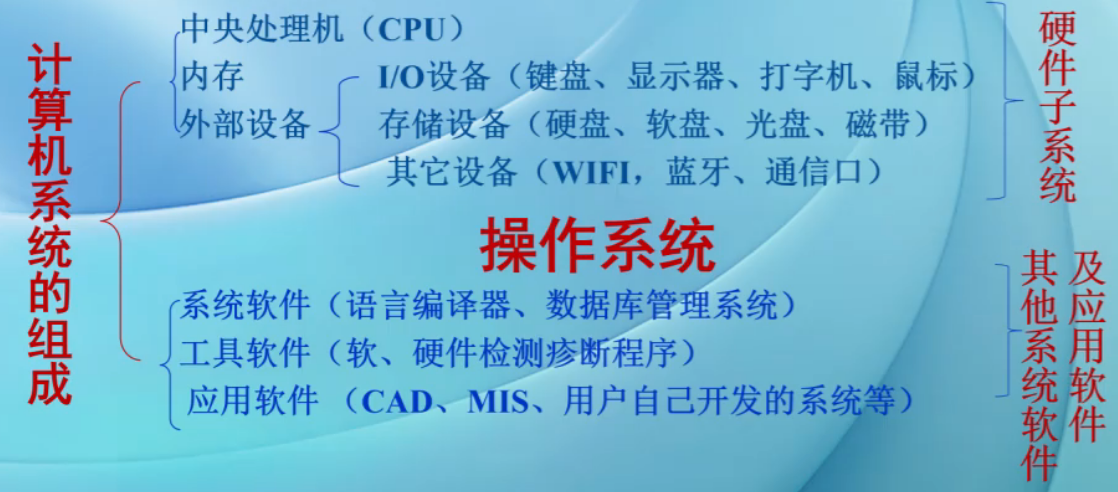 计算机系统的组成
中央处理机（CPU）
内存
I/O设备（键盘、显示器、打字机、鼠标）
外部设备
存储设备（硬盘、软盘、光盘、磁带）
其它设备（WIFI，蓝牙、通信口）
硬件子系统
操作系统
系统软件（语言编译器、数据库管理系统）
工具软件（软、硬件检测疹断程序）
应用软件 （CAD、MIS、用户自己开发的系统等）
其他系统软件
及应用软件